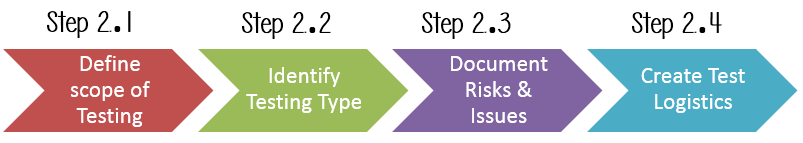 Step 2.1
Define
scope of
Testing
Step 2.2
Identify
Testing Type
Step 2.3
Document
Risks &
Issues
Step 2.4
Create Test
Logistics